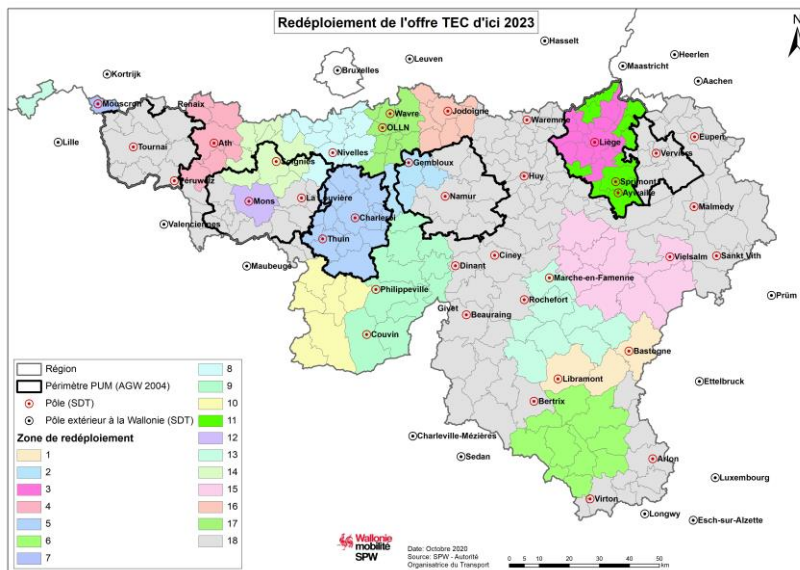 Redéploiement de l'offre TEC d'ici 2023
N
Hasselt
Leuven
Maastricht
Heerlen
Kortrijk
Bruxelles
Aachen
Mouscron
Renaix
Wavre
Jodoigne
OLLN
Waremme
Lille
Tournai
Ath
Nivelles
Liège
Eupen
Verviers
Soignies
Gembloux
Péruwelz
Huy
Sprimont
Aywaille
Mons
La Louvière
Namur
Malmedy
Valenciennes
Charleroi
Thuin
Maubeuge
Ciney
Dinant
Vielsalm
Sankt Vith
Philippeville
Marche-en-Famenne
Prüm
Rochefort
Givet
Beauraing
Couvin
Bastogne
Libramont
Ettelbruck
Bertrix
Charleville-Mézières
Sedan
Arlon
Luxembourg
Virton
Longwy
Esch-sur-Alzette
Région
Périmètre PUM (AGW 2004)
Pôle (SDT)
Pôle extérieur à la Wallonie (SDT)
Zone de redéploiement
1
2
3
4
5
6
7
8
9
10
11
12
13
14
15
16
17
18
Wallonie
mobilité
SPW
Date: Octobre 2020
Source: SPW - Autorité
Organisatrice du Transport
0 10 20 30 40 50
km